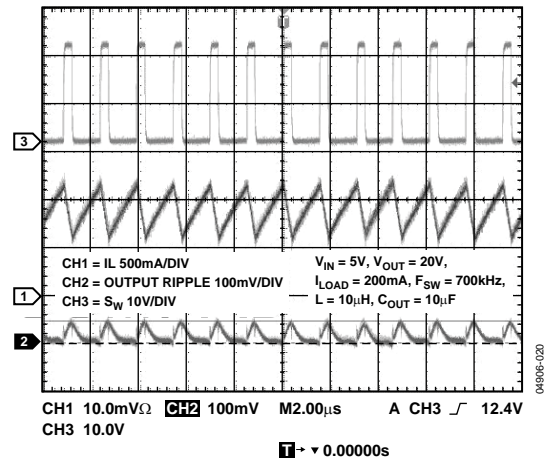 T
3
CH1 = IL 500mA/DIV
CH2 = OUTPUT RIPPLE 100mV/DIV
CH3 = SW 10V/DIV
VIN = 5V, VOUT = 20V,
ILOAD = 200mA, FSW = 700kHz,
L = 10µH, COUT = 10µF
1
2
04906-020
CH1 10.0mVΩ CH2 100mV M2.00µs A CH3 12.4V
CH3 10.0V
T 0.00000s